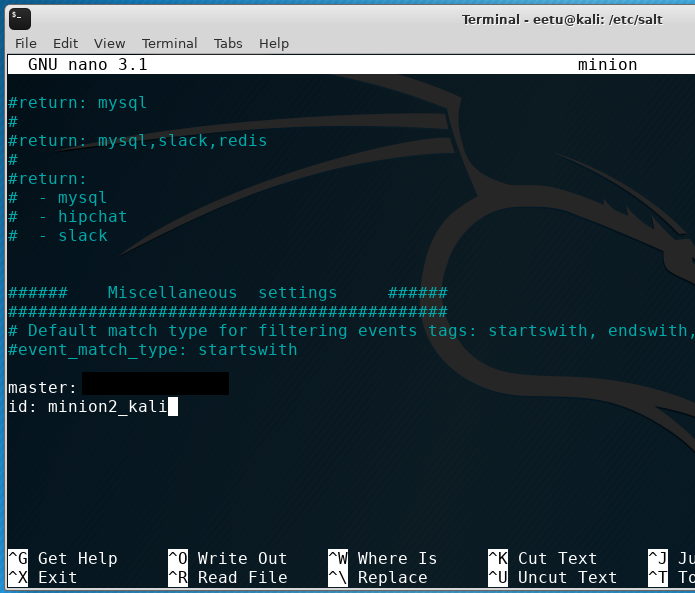 Terminal - eetu@kali: /etc/salt
File Edit View Terminal Tabs Help
GNU nano 3.1 minion
#return: mysql
#
#return: mysql,slack,redis
#
#return:
#  - mysql
#  - hipchat
#  - slack
######    Miscellaneous  settings     ######
############################################
# Default match type for filtering events tags: startswith, endswith,
#event_match_type: startswith
master:
id: minion2_kali
^G Get Help ^O Write Out ^W Where Is ^K Cut Text ^J
^X Exit ^R Read File ^\ Replace ^U Uncut Text ^T